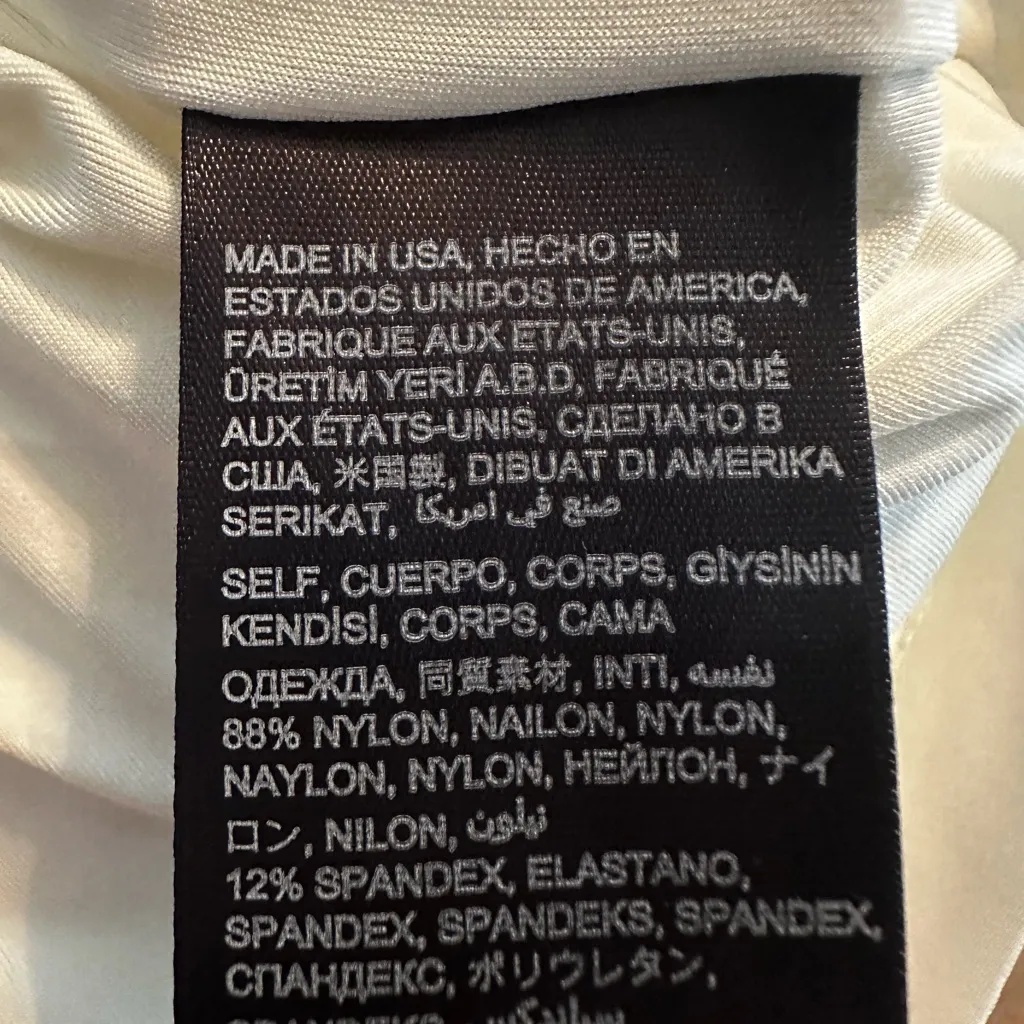 MADE IN USA, HECHO EN
ESTADOS UNIDOS DE AMERICA,
FABRIQUE AUX ETATS-UNIS,
ÜRETİM YERİ A.B.D, FABRIQUÉ
AUX ÉTATS-UNIS, СДЕЛАНО В
США, 米国製, DIBUAT DI AMERIKA
SERIKAT, صنع في أمريكا
SELF, CUERPO, CORPS, GİYSİNİN
KENDİSİ, CORPS, САМА
ОДЕЖДА, 同質素材, INTI, نفسه
88% NYLON, NAILON, NYLON,
NAYLON, NYLON, НЕЙЛОН, ナイ
ロン, NILON, نيلون
12% SPANDEX, ELASTANO,
SPANDEX, SPANDEKS, SPANDEX,
СПАНДЕКС, ポリウレタン,